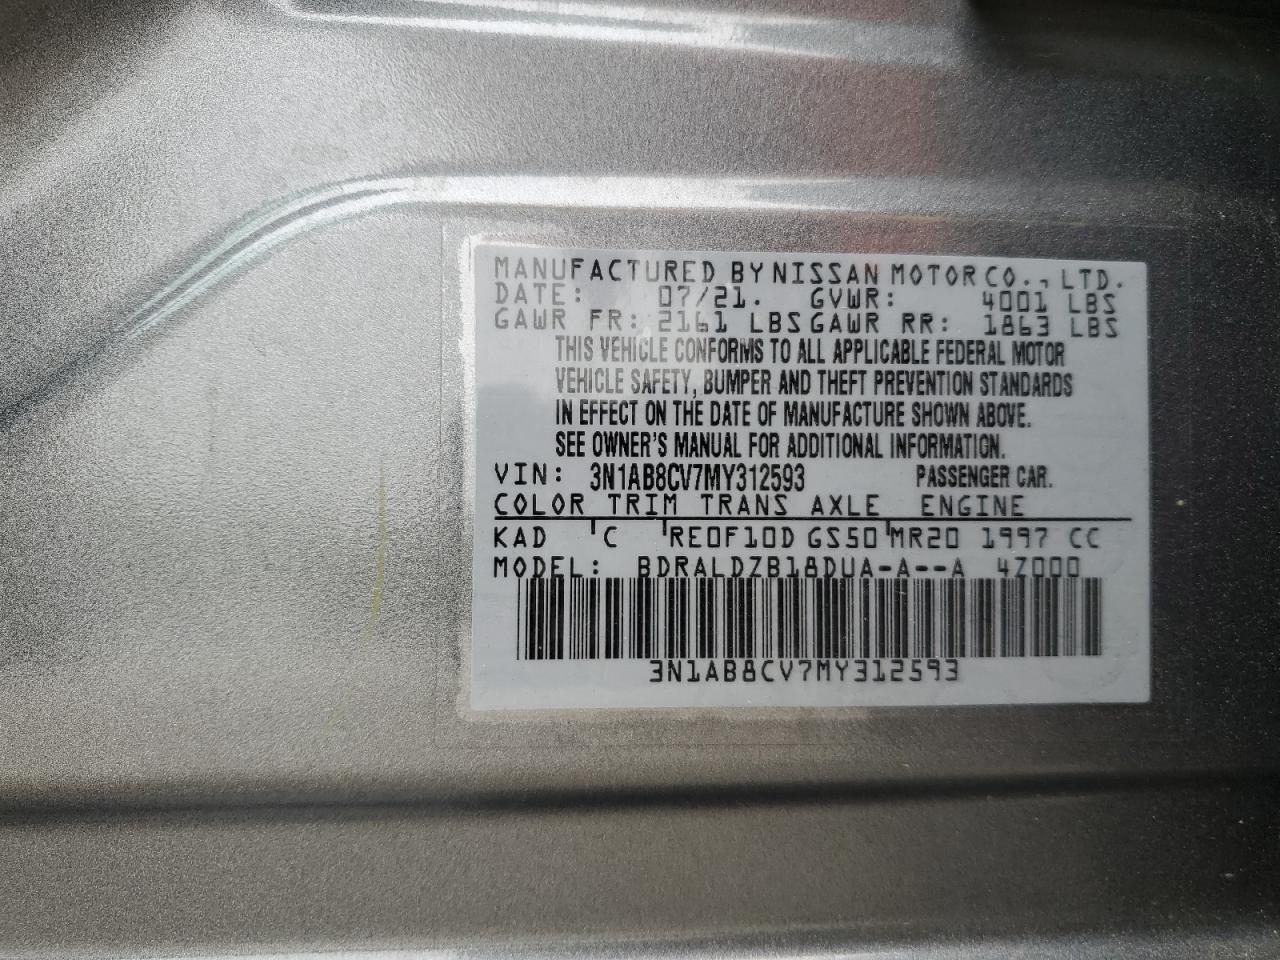 MANUFACTURED BY NISSAN MOTOR CO., LTD.
DATE: 07/21. GVWR: 4001 LBS
GAWR FR: 2161 LBS GAWR RR: 1863 LBS
THIS VEHICLE CONFORMS TO ALL APPLICABLE FEDERAL MOTOR
VEHICLE SAFETY, BUMPER AND THEFT PREVENTION STANDARDS
IN EFFECT ON THE DATE OF MANUFACTURE SHOWN ABOVE.
SEE OWNER'S MANUAL FOR ADDITIONAL INFORMATION.
VIN: 3N1AB8CV7MY312593 PASSENGER CAR.
COLOR TRIM TRANS AXLE ENGINE
KAD C RE0F10D GS50 MR20 1997 CC
MODEL: BDRALDZB18DUA-A--A 4Z000
3N1AB8CV7MY312593